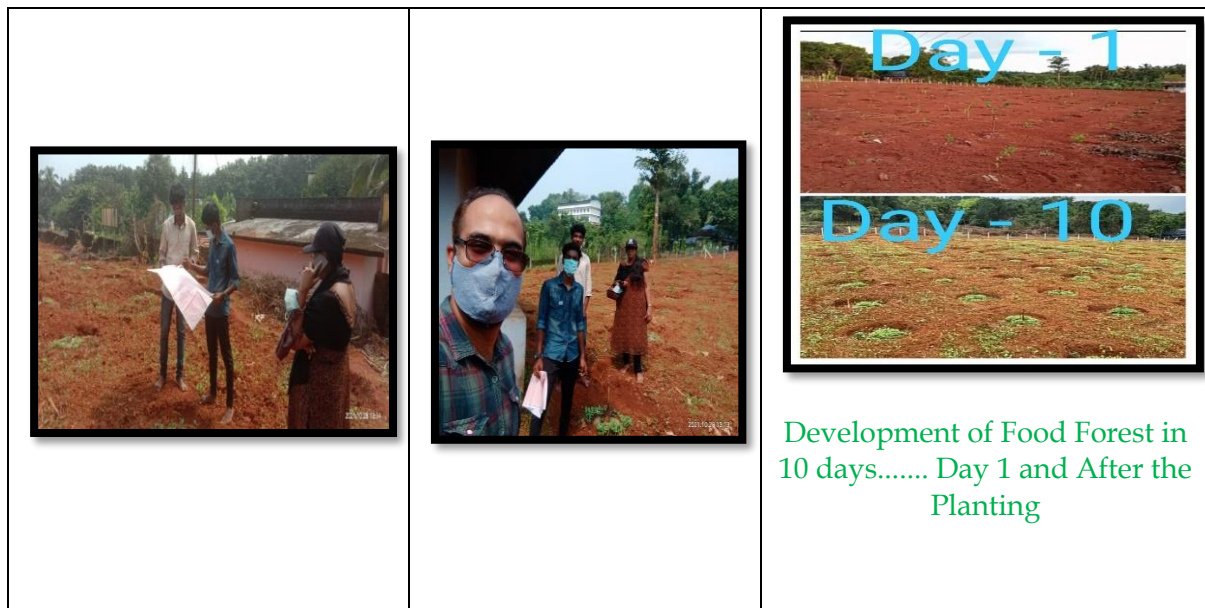 Day - 1
Day - 10
Development of Food Forest in
10 days....... Day 1 and After the
Planting